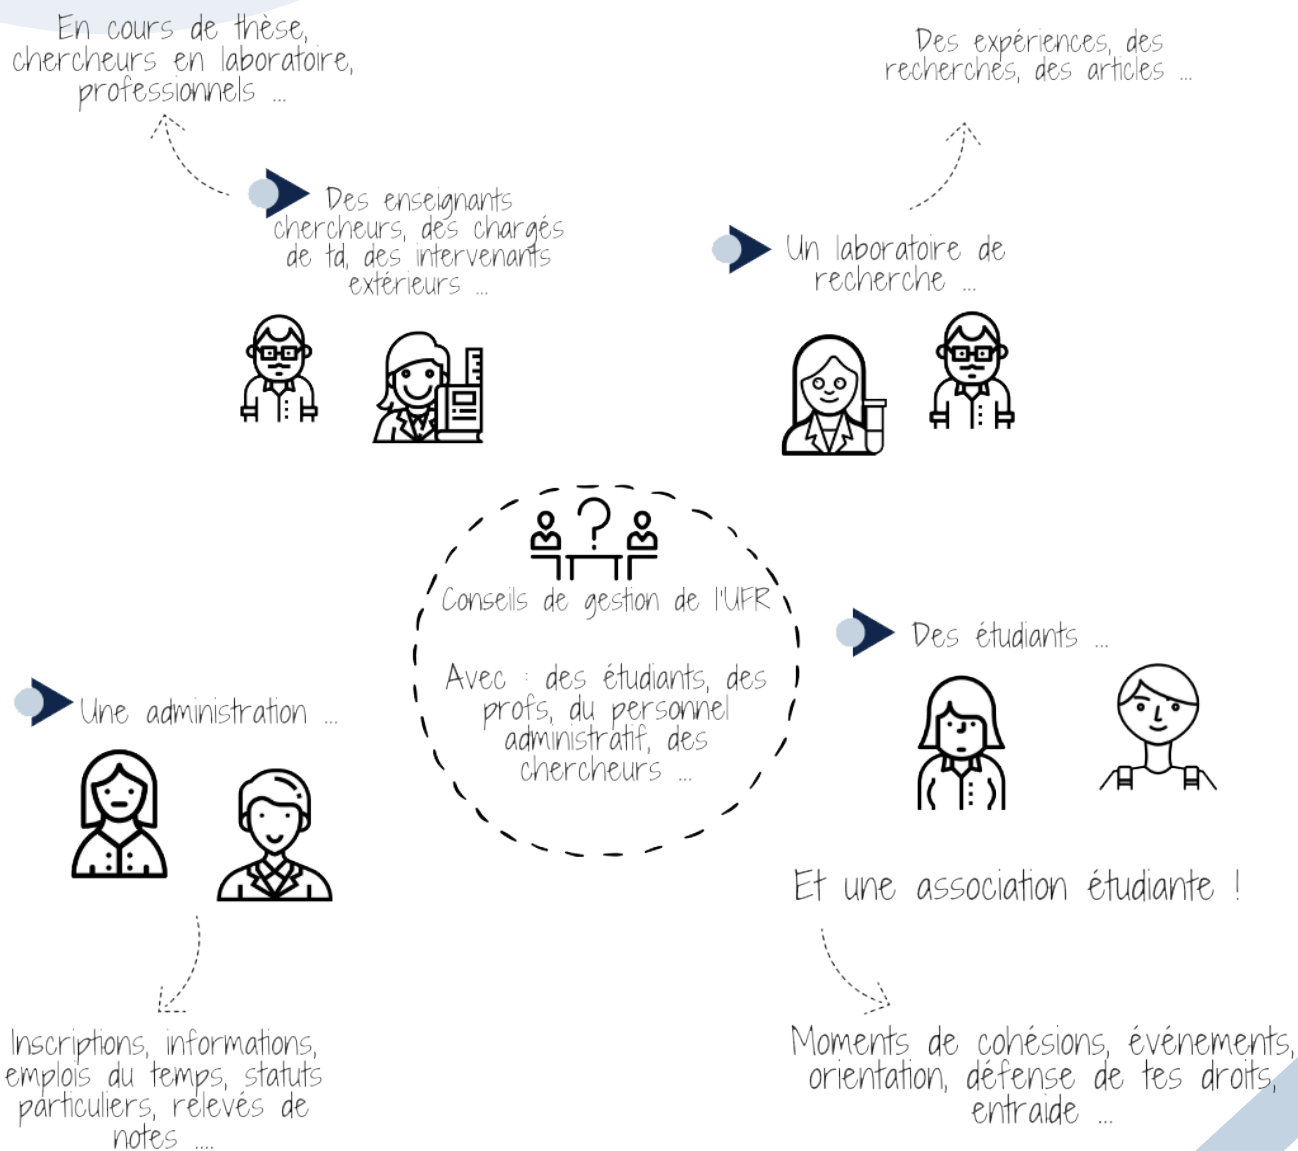 En cours de thèse,
chercheurs en laboratoire,
professionnels ...
Des expériences, des
recherches, des articles ...
Des enseignants
chercheurs, des chargés
de td, des intervenants
extérieurs ...
Un laboratoire de
recherche ...
Conseils de gestion de l'UFR
Avec : des étudiants, des
profs, du personnel
administratif, des
chercheurs ...
Des étudiants ...
Une administration ...
Et une association étudiante !
Inscriptions, informations,
emplois du temps, statuts
particuliers, relevés de
notes ....
Moments de cohésions, événements,
orientation, défense de tes droits,
entraide ...